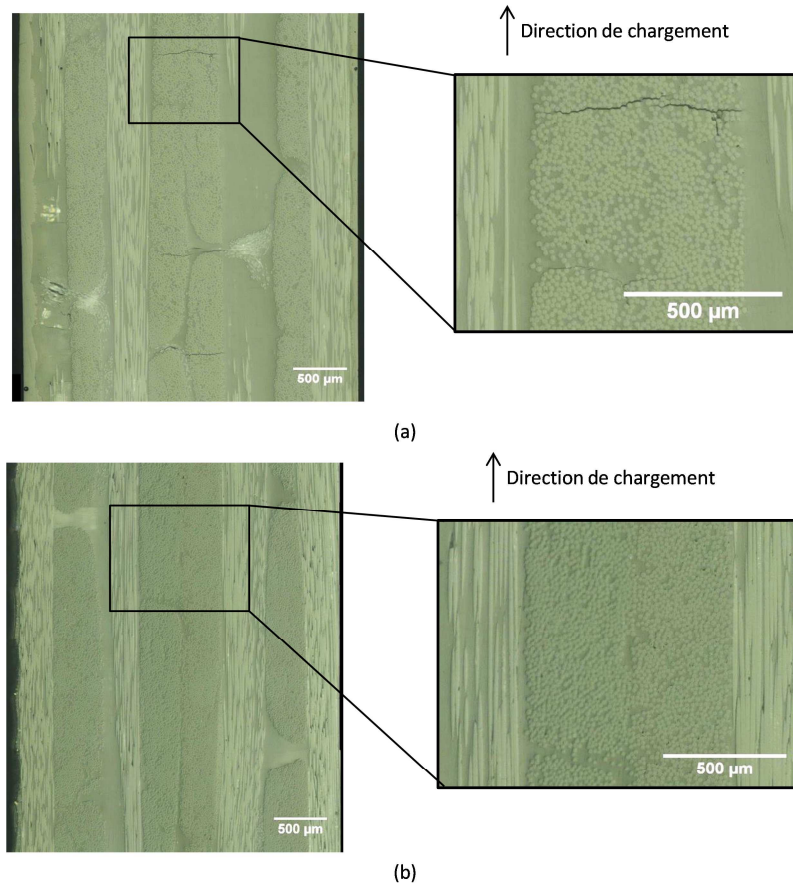 Direction de chargement
500 µm
500 µm
(a)
Direction de chargement
500 µm
500 µm
(b)